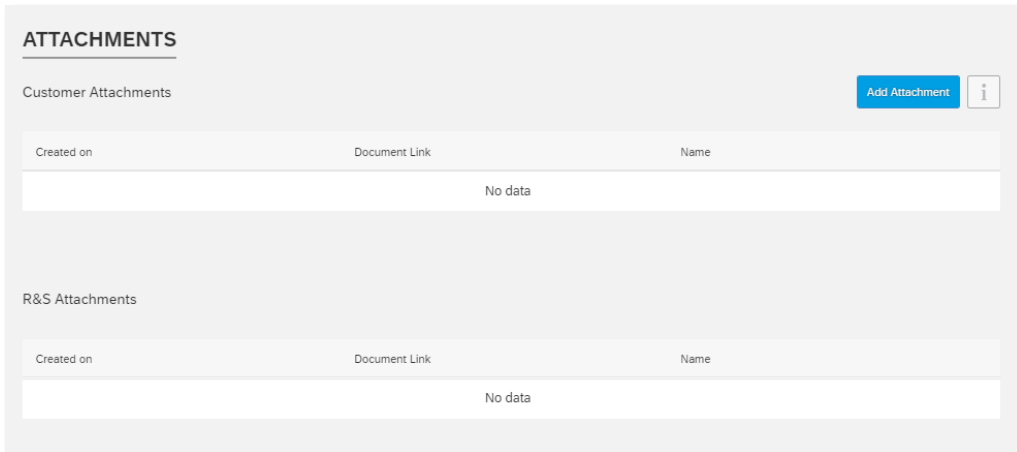 ATTACHMENTS
Customer Attachments Add Attachment i
Created on Document Link Name
No data
R&S Attachments
Created on Document Link Name
No data